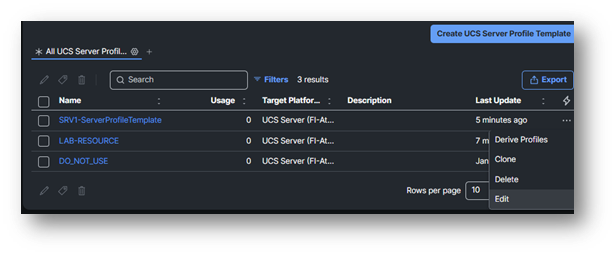 Create UCS Server Profile Template
All UCS Server Profil... +
Search Filters 3 results Export
Name Usage Target Platfor... Description Last Update
SRV1-ServerProfileTemplate 0 UCS Server (FI-At... 5 minutes ago ...
LAB-RESOURCE 0 UCS Server (FI-At... 7 m
DO_NOT_USE 0 UCS Server (FI-At... Jan
Derive Profiles
Clone
Delete
Edit
Rows per page 10